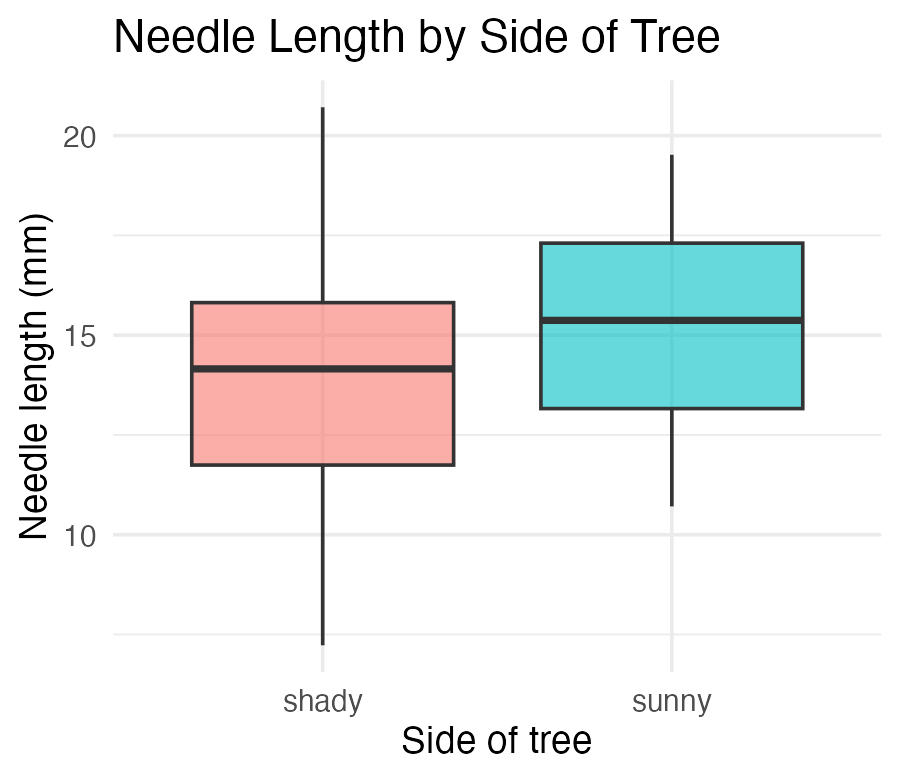 Needle Length by Side of Tree
Needle length (mm)
20
15
10
shady
sunny
Side of tree